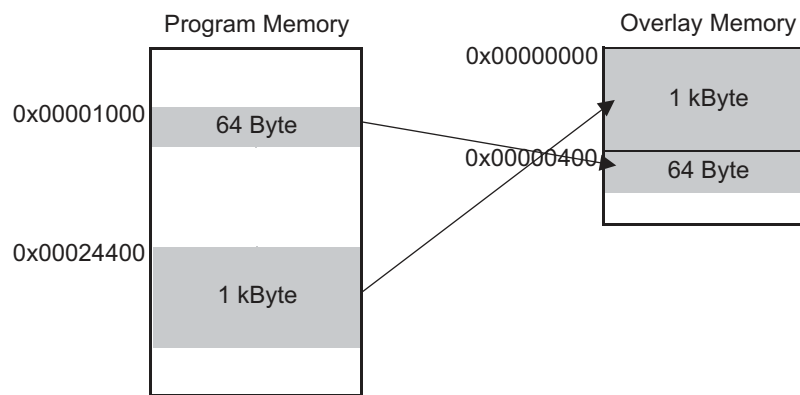 Program Memory
Overlay Memory
0x00000000
1 kByte
0x00001000
64 Byte
0x00000400
64 Byte
0x00024400
1 kByte